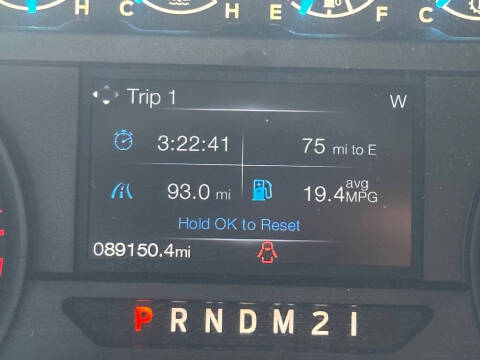 H C H E F C
Trip 1 W
3:22:41 75 mi to E
93.0 mi 19.4 avg MPG
Hold OK to Reset
089150.4mi
P R N D M 2 1